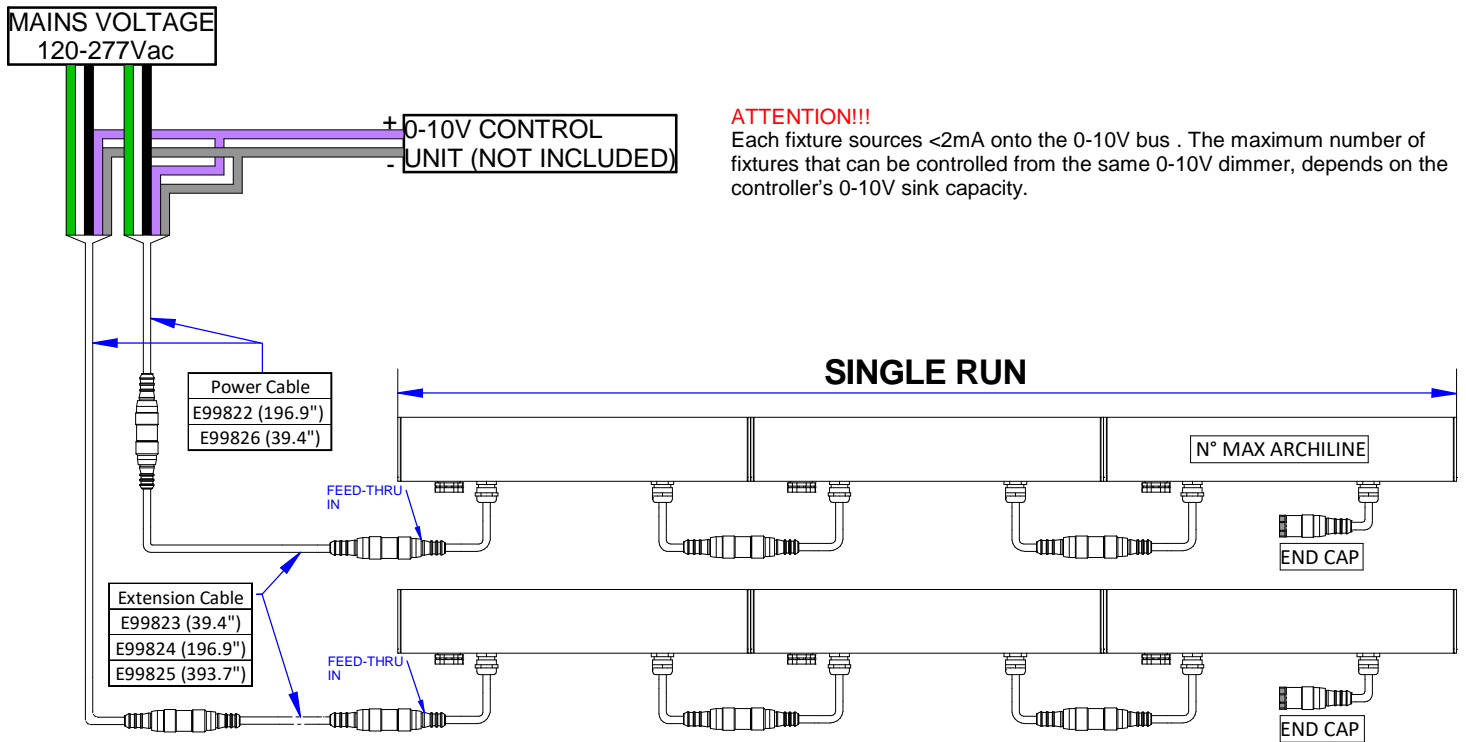 MAINS VOLTAGE
120-277Vac
+
0-10V CONTROL
-
UNIT (NOT INCLUDED)
ATTENTION!!!
Each fixture sources <2mA onto the 0-10V bus . The maximum number of
fixtures that can be controlled from the same 0-10V dimmer, depends on the
controller's 0-10V sink capacity.
SINGLE RUN
Power Cable
E99822 (196.9")
E99826 (39.4")
N° MAX ARCHILINE
FEED-THRU
IN
END CAP
Extension Cable
E99823 (39.4")
E99824 (196.9")
E99825 (393.7")
FEED-THRU
IN
END CAP